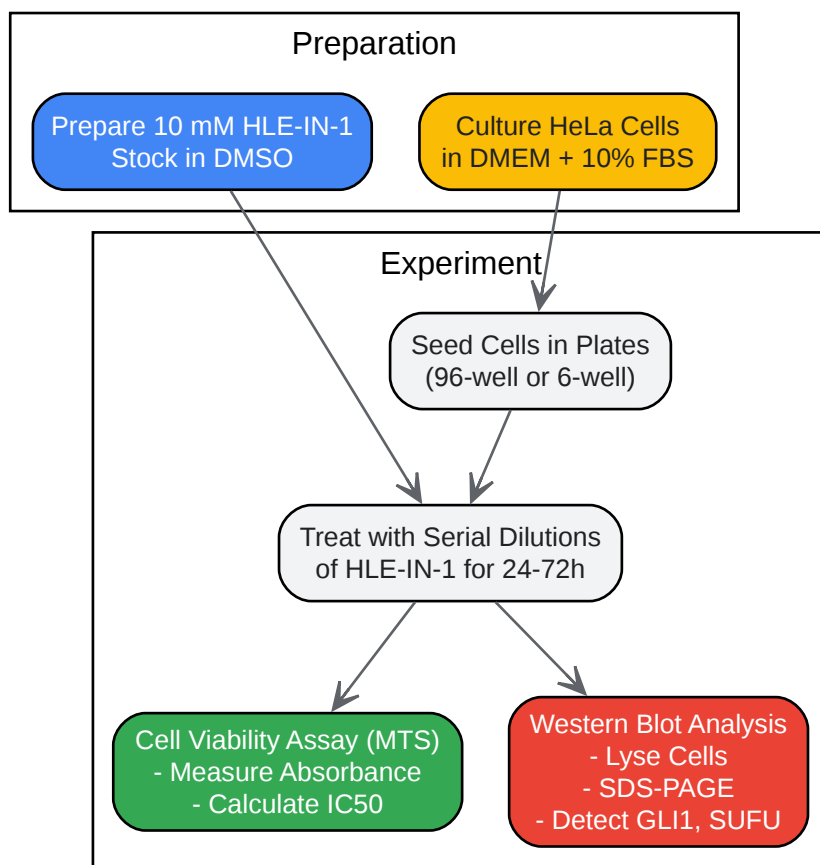 Preparation
Prepare 10 mM HLE-IN-1
Stock in DMSO
Culture HeLa Cells
in DMEM + 10% FBS
Experiment
Seed Cells in Plates
(96-well or 6-well)
Treat with Serial Dilutions
of HLE-IN-1 for 24-72h
Cell Viability Assay (MTS)
- Measure Absorbance
- Calculate IC50
Western Blot Analysis
- Lyse Cells
- SDS-PAGE
- Detect GLI1, SUFU